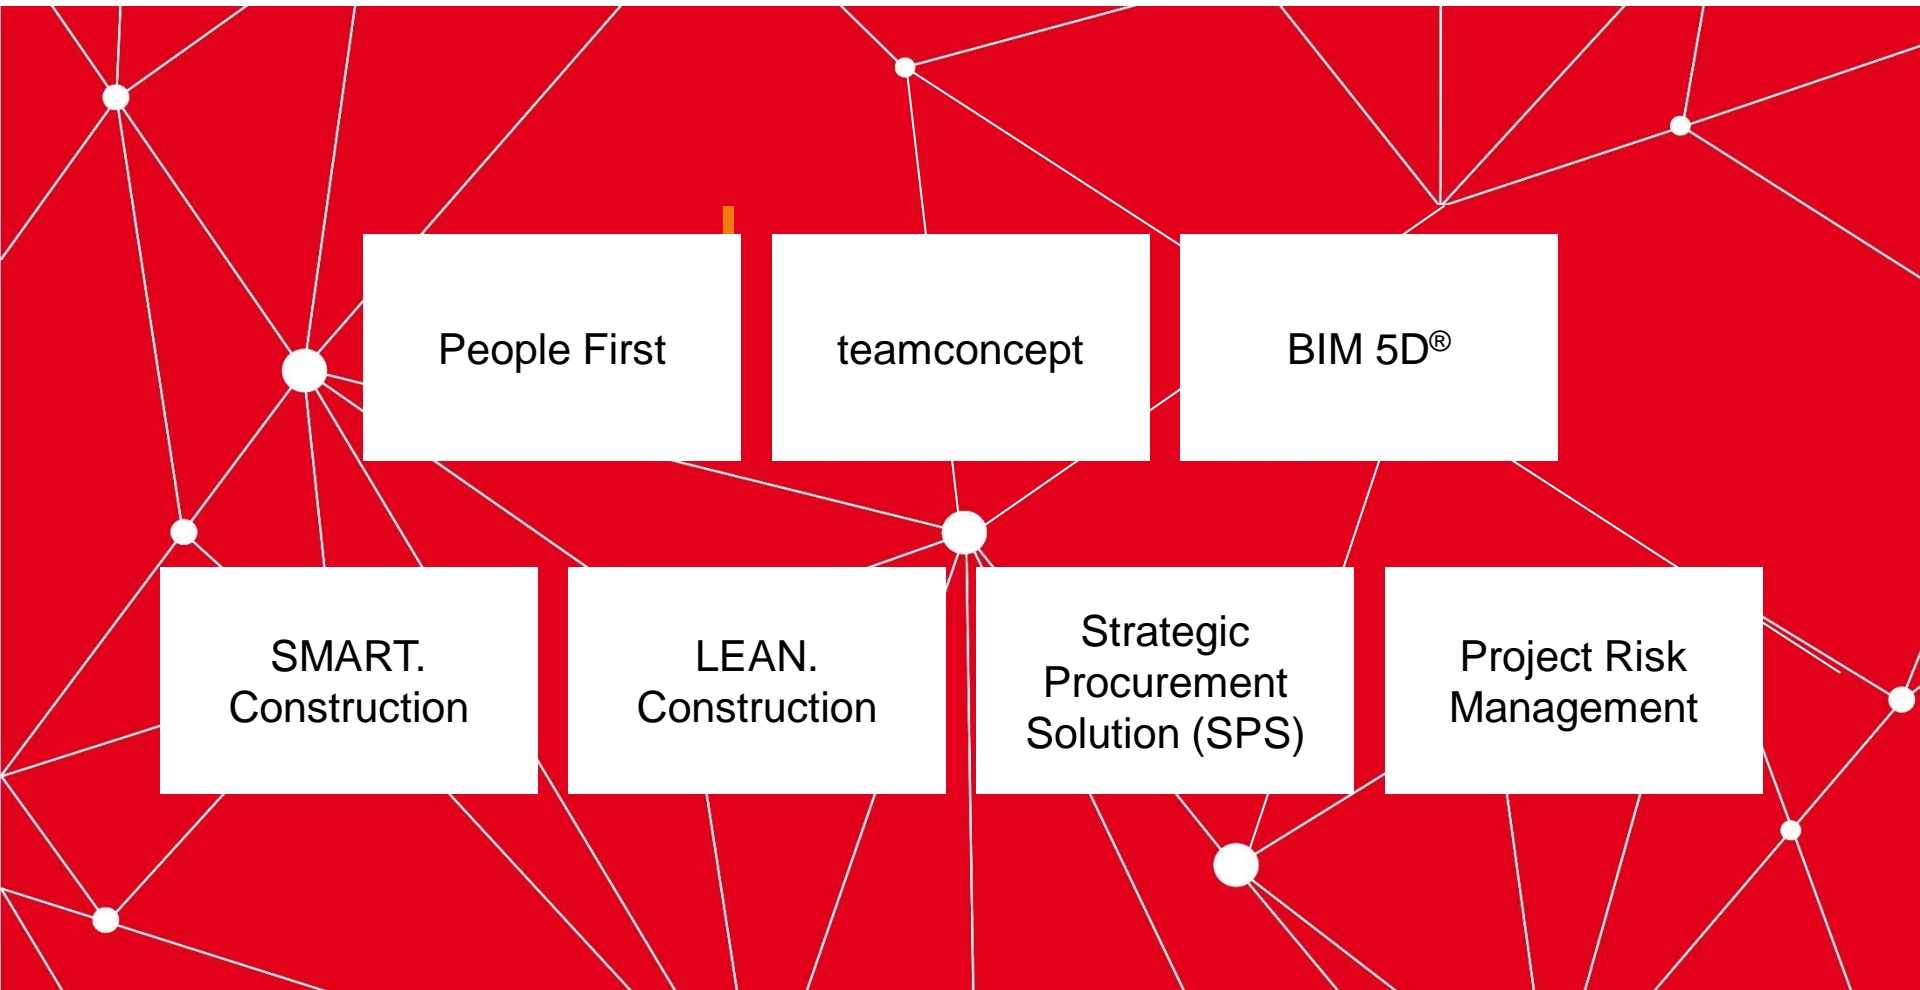 People First
teamconcept
BIM 5D®
SMART.
Construction
LEAN.
Construction
Strategic
Procurement
Solution (SPS)
Project Risk
Management